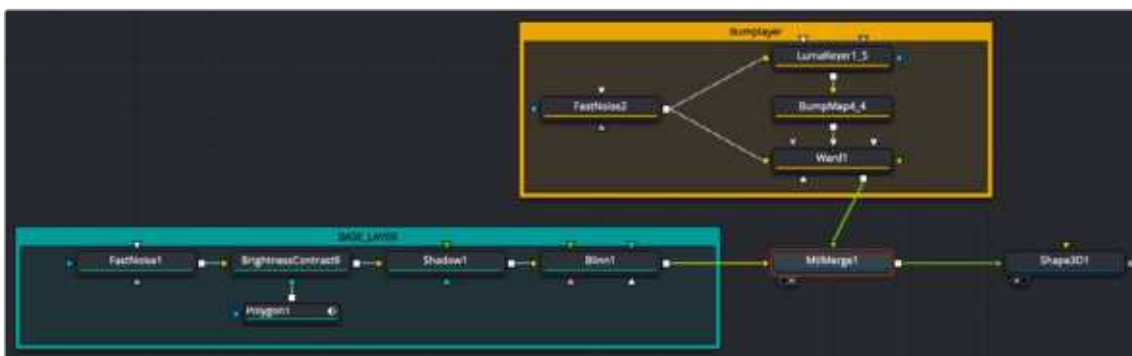 Bumplayer
LumaKeyer1_5
FastNoise2
BumpMap4_4
Ward1
BASE_LAYER
FastNoise1
BrightnessContrast8
Shadow1
Blinn1
MtlMerge1
Shape3D1
Polygon1